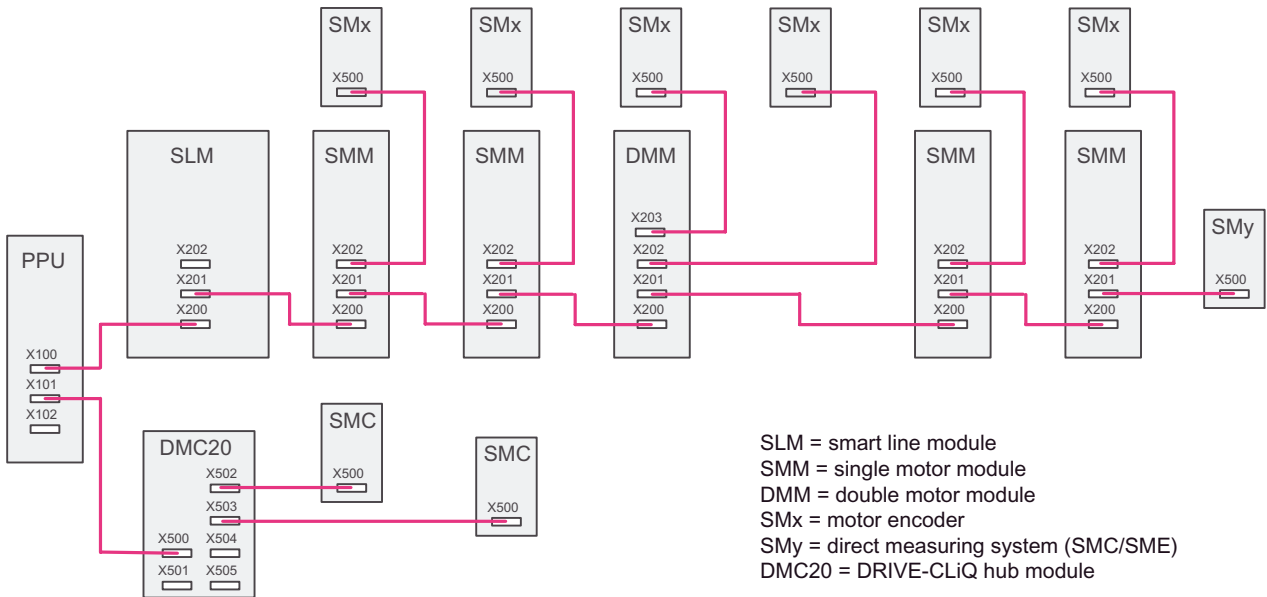 SMx SMx SMx SMx SMx SMx
X500 X500 X500 X500 X500 X500
SLM SMM SMM DMM SMM SMM
X203
SMy
PPU
X202 X202 X202 X202 X202 X202
X201 X201 X201 X201 X201 X201 X500
X200 X200 X200 X200 X200 X200
X100
X101
X102
SMC
DMC20
SMC
X502 X500
X503 X500
X500 X504
X501 X505
SLM = smart line module
SMM = single motor module
DMM = double motor module
SMx = motor encoder
SMy = direct measuring system (SMC/SME)
DMC20 = DRIVE-CLiQ hub module